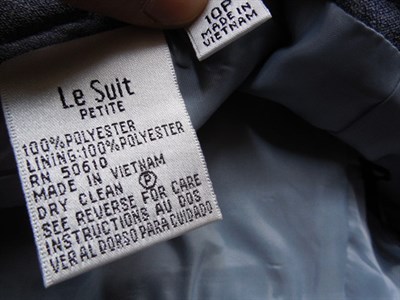 10P
MADE IN
VIETNAM
Le Suit
PETITE
100% POLYESTER
LINING:100% POLYESTER
RN 50610
MADE IN VIETNAM
DRY CLEAN Ⓟ
SEE REVERSE FOR CARE
INSTRUCTIONS AU DOS
VER AL DORSO PARA CUIDADO